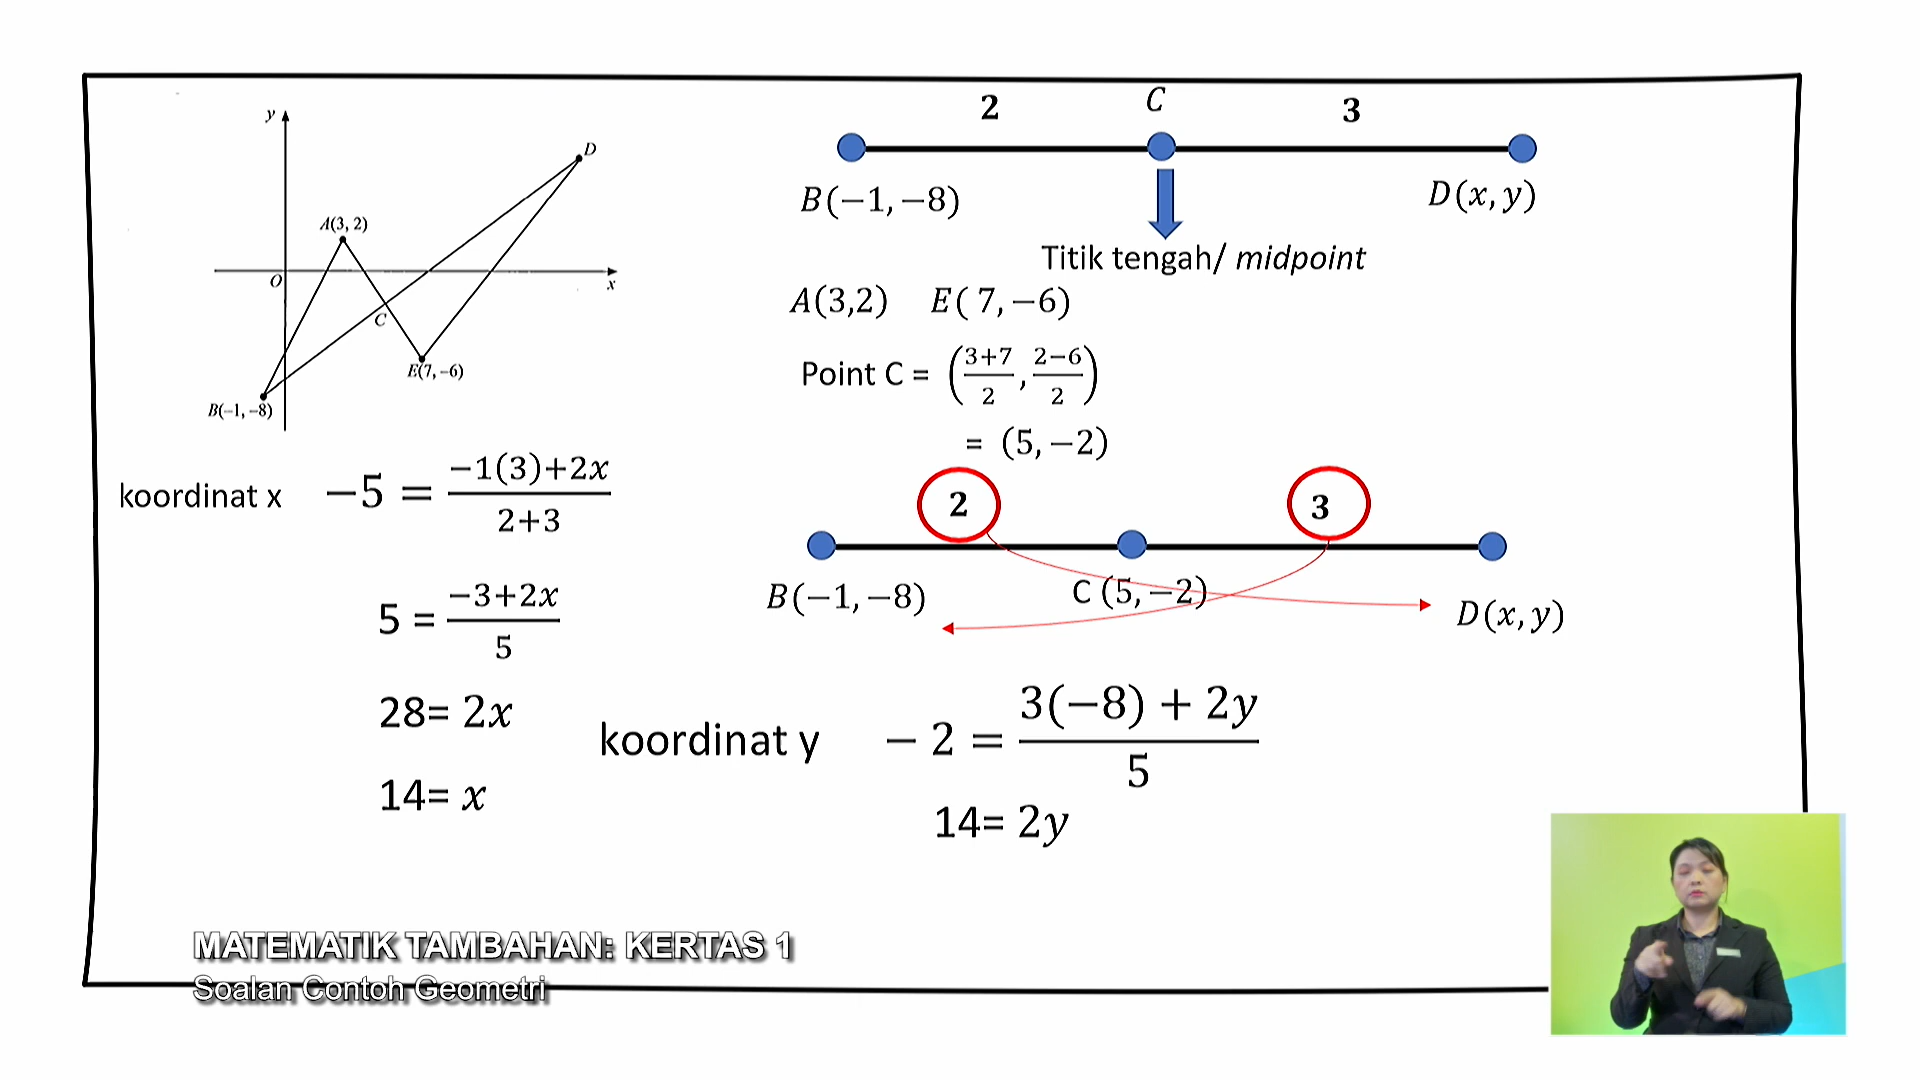 y
D
A(3, 2)
O
x
C
E(7, −6)
B(−1, −8)
2 C 3
B(−1, −8) D(x, y)
Titik tengah/ midpoint
A(3,2) E( 7, −6)
Point C = ((3+7)/2, (2−6)/2)
= (5, −2)
2 3
B(−1, −8) C (5, −2) D(x, y)
koordinat x −5 = (−1(3)+2x)/(2+3)
5 = (−3+2x)/5
28= 2x
14= x
koordinat y − 2 = (3(−8) + 2y)/5
14= 2y
MATEMATIK TAMBAHAN: KERTAS 1
Soalan Contoh Geometri